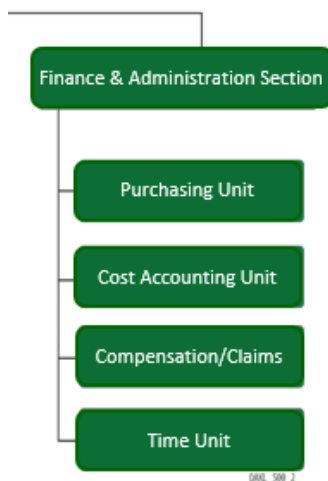 Finance & Administration Section
Purchasing Unit
Cost Accounting Unit
Compensation/Claims
Time Unit